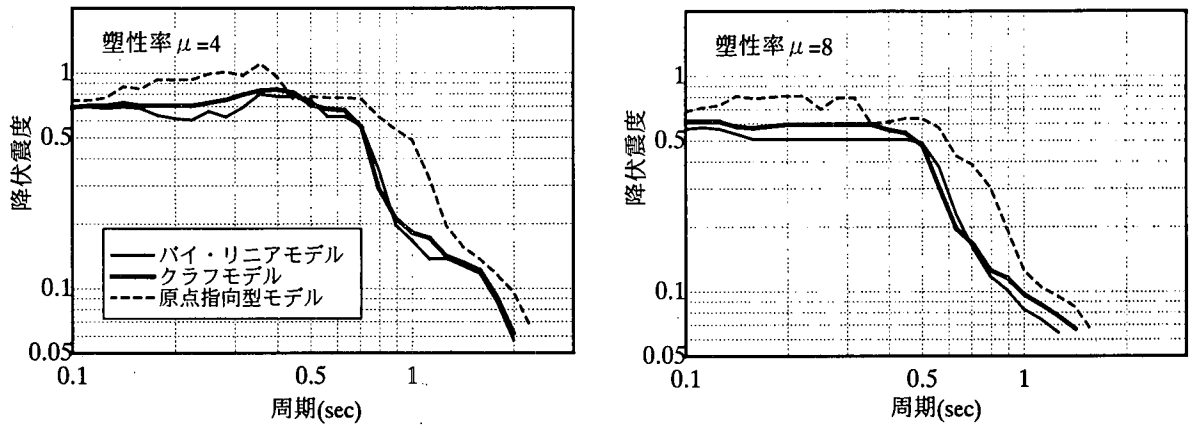 塑性率μ=4
降伏震度
1
0.5
0.1
0.05
バイ・リニアモデル
クラフモデル
原点指向型モデル
0.1
0.5
1
周期(sec)
塑性率μ=8
降伏震度
1
0.5
0.1
0.05
0.1
0.5
1
周期(sec)